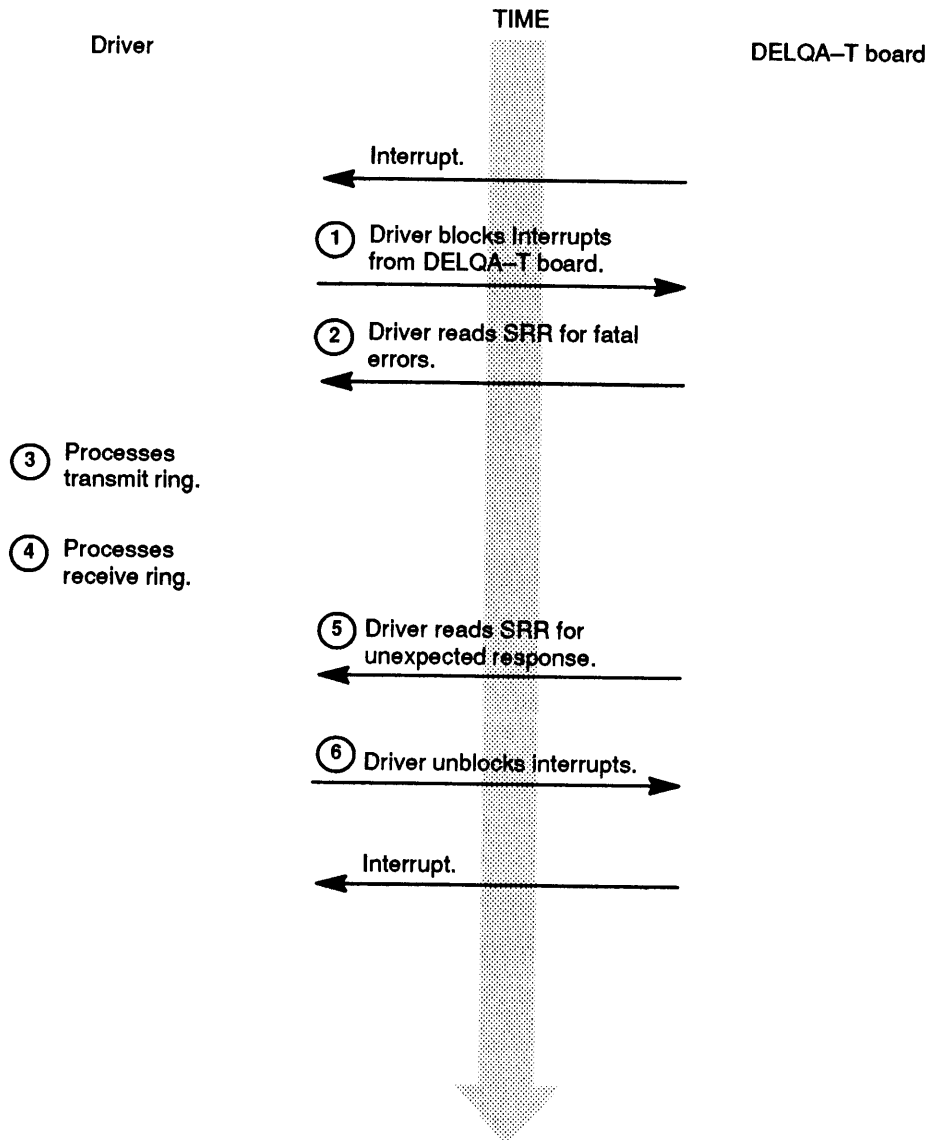 TIME
Driver
DELQA–T board
Interrupt.
1 Driver blocks Interrupts
from DELQA–T board.
2 Driver reads SRR for fatal
errors.
3 Processes
transmit ring.
4 Processes
receive ring.
5 Driver reads SRR for
unexpected response.
6 Driver unblocks interrupts.
Interrupt.